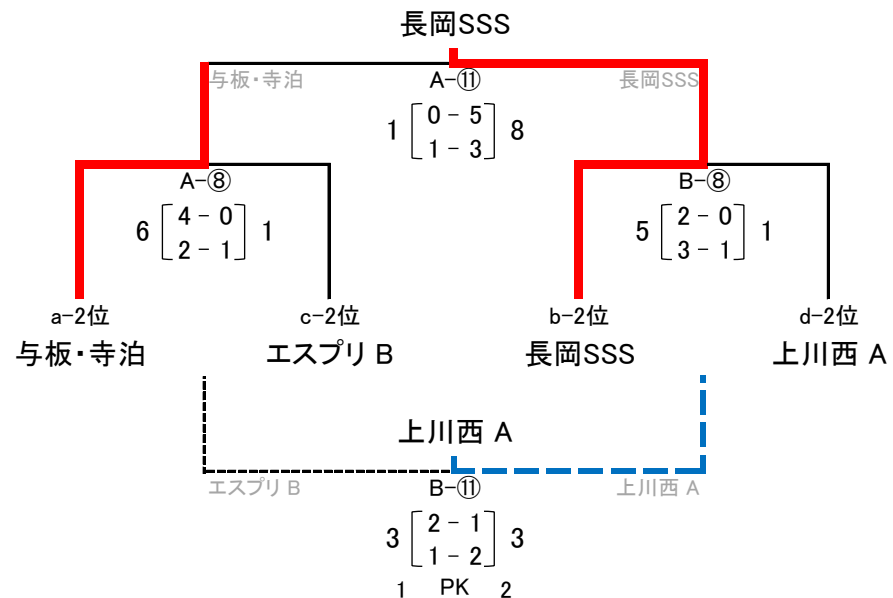 長岡SSS
与板・寺泊 A-⑪ 長岡SSS
1 0 - 5 8
1 - 3
A-⑧ B-⑧
6 4 - 0 1 5 2 - 0 1
2 - 1 3 - 1
a-2位 c-2位 b-2位 d-2位
与板・寺泊 エスプリ B 長岡SSS 上川西 A
上川西 A
エスプリ B B-⑪ 上川西 A
3 2 - 1 3
1 - 2
1 PK 2